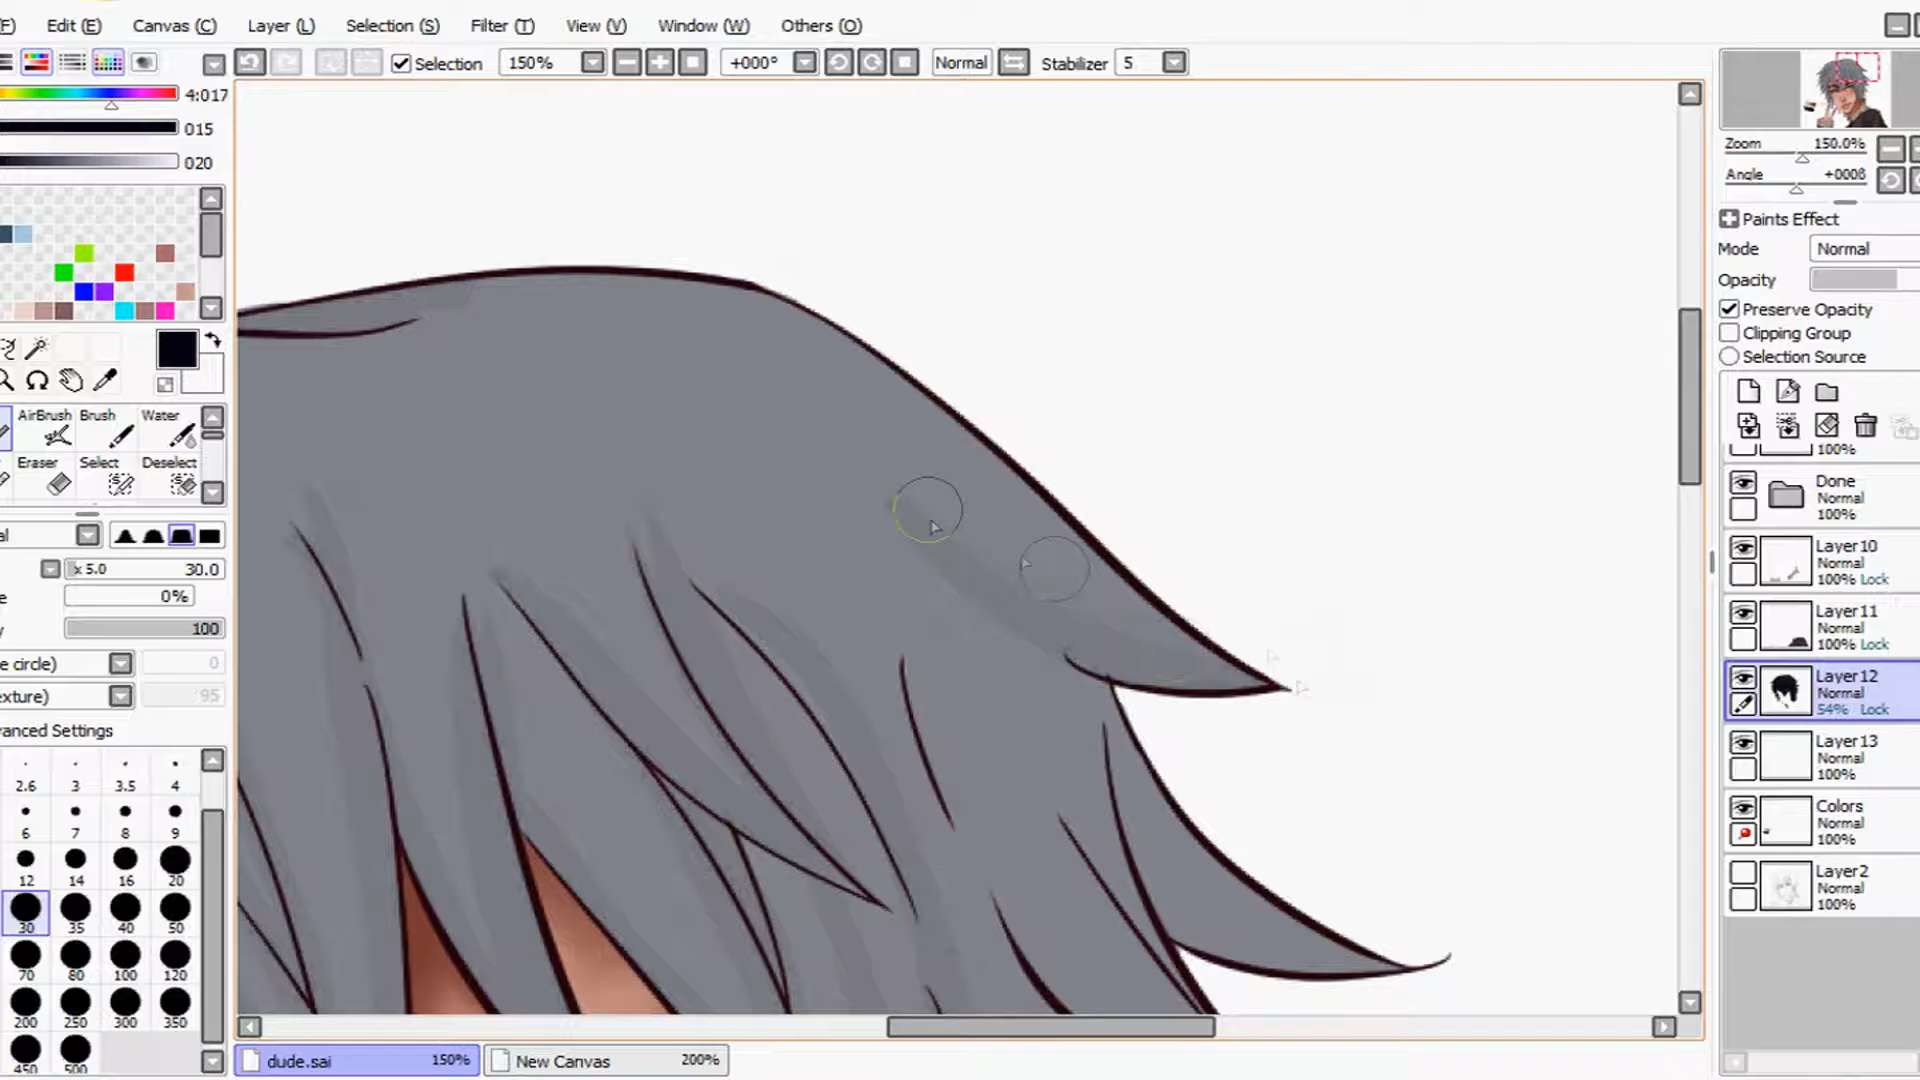 Edit (E) Canvas (C) Layer (L) Selection (S) Filter (T) View (V) Window (W) Others (O)
Selection 150% +000° Normal Stabilizer 5
4:017
015
020
AirBrush Brush Water
Eraser Select Deselect
x 5.0 30.0
0%
100
e circle) 0
exture) 95
anced Settings
2.6 3 3.5 4
6 7 8 9
12 14 16 20
30 35 40 50
70 80 100 120
200 250 300 350
450 500
dude.sai 150% New Canvas 200%
Zoom 150.0%
Angle +000ß
Paints Effect
Mode Normal
Opacity
Preserve Opacity
Clipping Group
Selection Source
100%
Done
Normal
100%
Layer10
Normal
100% Lock
Layer11
Normal
100% Lock
Layer12
Normal
54% Lock
Layer13
Normal
100%
Colors
Normal
100%
Layer2
Normal
100%